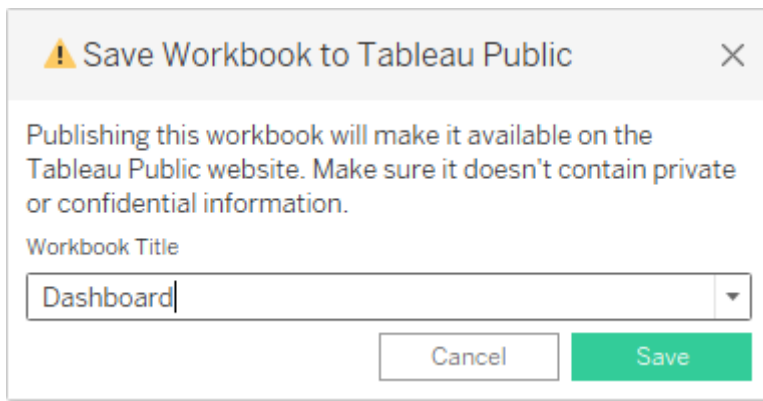 Save Workbook to Tableau Public
Publishing this workbook will make it available on the
Tableau Public website. Make sure it doesn't contain private
or confidential information.
Workbook Title
Dashboard
Cancel
Save